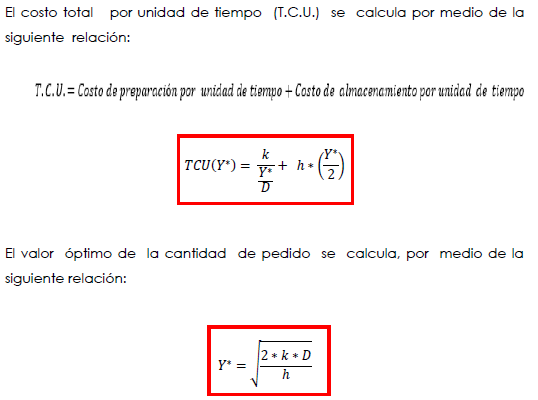 El costo total por unidad de tiempo (T.C.U.) se calcula por medio de la
siguiente relación:
T.C.U.= Costo de preparación por unidad de tiempo + Costo de almacenamiento por unidad de tiempo
TCU(Y*) = k / (Y* / D) + h * (Y* / 2)
El valor óptimo de la cantidad de pedido se calcula, por medio de la
siguiente relación:
Y* = √(2 * k * D / h)